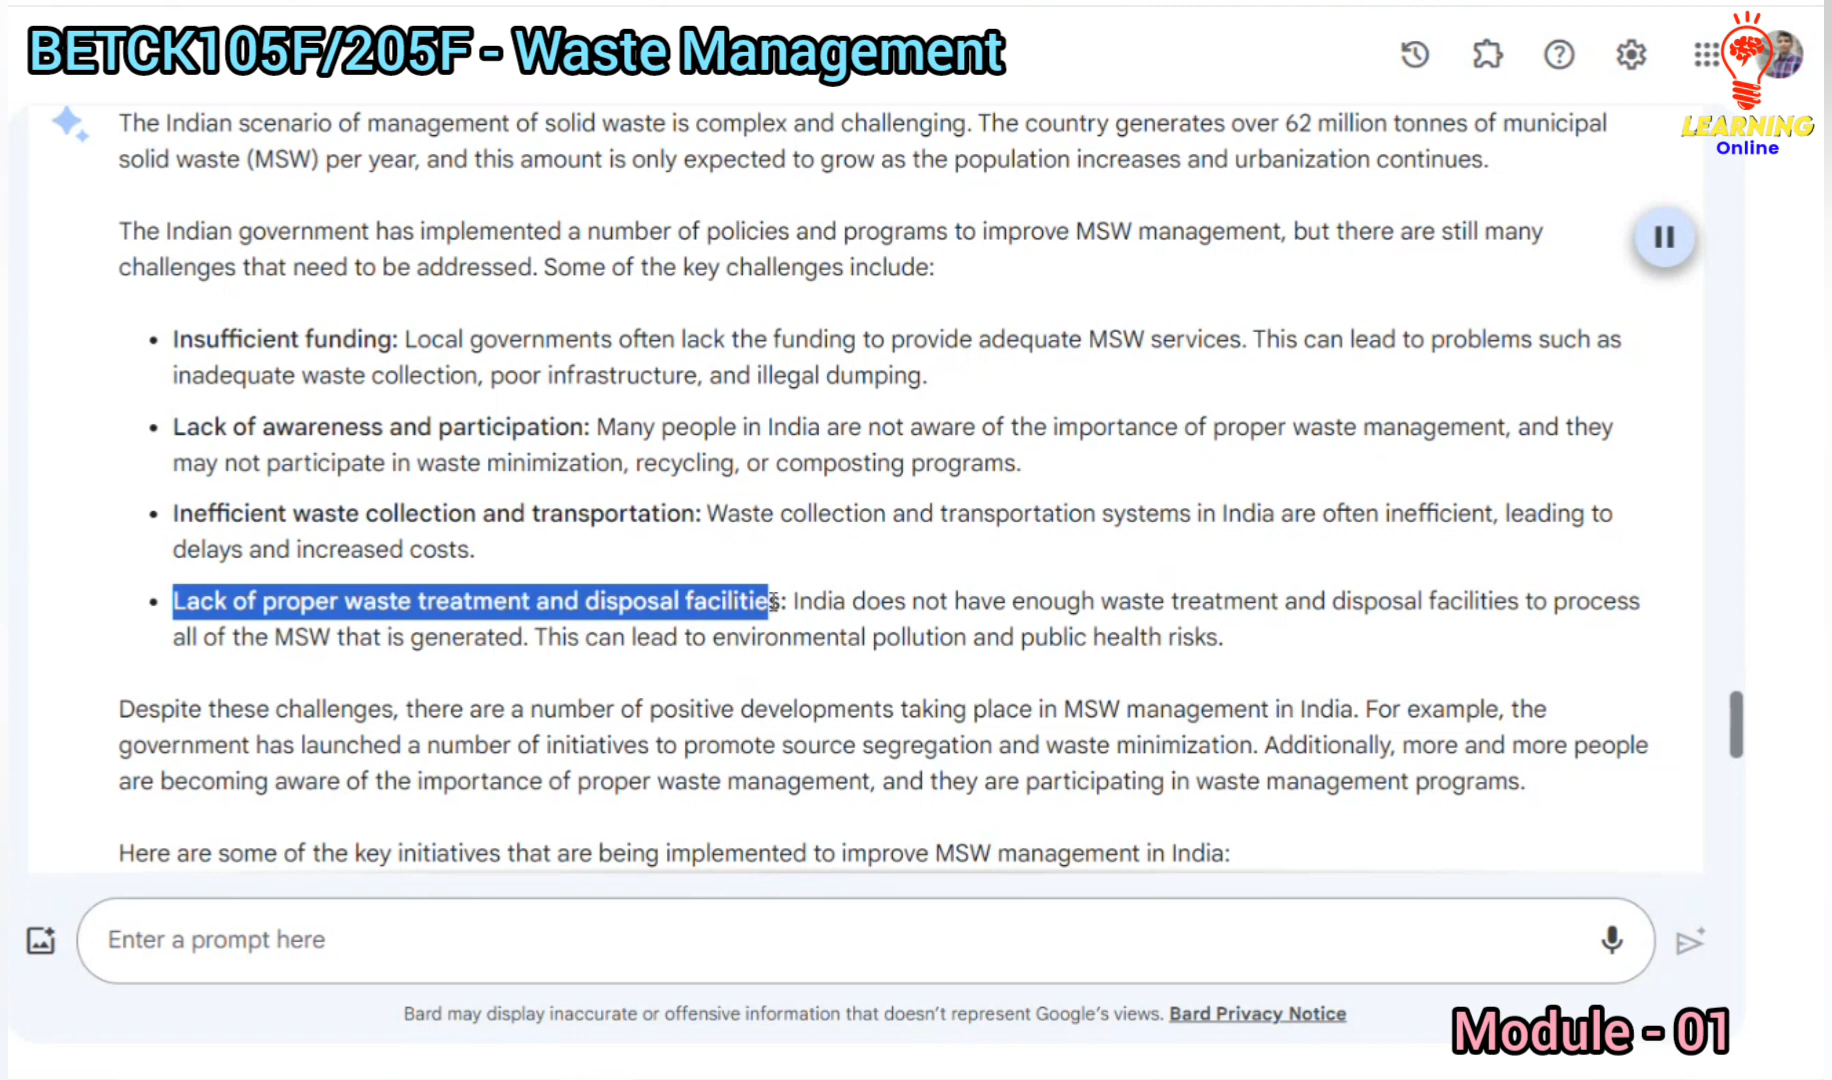 BETCK105F/205F - Waste Management
LEARNING
Online
The Indian scenario of management of solid waste is complex and challenging. The country generates over 62 million tonnes of municipal
solid waste (MSW) per year, and this amount is only expected to grow as the population increases and urbanization continues.
The Indian government has implemented a number of policies and programs to improve MSW management, but there are still many
challenges that need to be addressed. Some of the key challenges include:
• Insufficient funding: Local governments often lack the funding to provide adequate MSW services. This can lead to problems such as
inadequate waste collection, poor infrastructure, and illegal dumping.
• Lack of awareness and participation: Many people in India are not aware of the importance of proper waste management, and they
may not participate in waste minimization, recycling, or composting programs.
• Inefficient waste collection and transportation: Waste collection and transportation systems in India are often inefficient, leading to
delays and increased costs.
• Lack of proper waste treatment and disposal facilities: India does not have enough waste treatment and disposal facilities to process
all of the MSW that is generated. This can lead to environmental pollution and public health risks.
Despite these challenges, there are a number of positive developments taking place in MSW management in India. For example, the
government has launched a number of initiatives to promote source segregation and waste minimization. Additionally, more and more people
are becoming aware of the importance of proper waste management, and they are participating in waste management programs.
Here are some of the key initiatives that are being implemented to improve MSW management in India:
Enter a prompt here
Bard may display inaccurate or offensive information that doesn't represent Google's views. Bard Privacy Notice
Module - 01